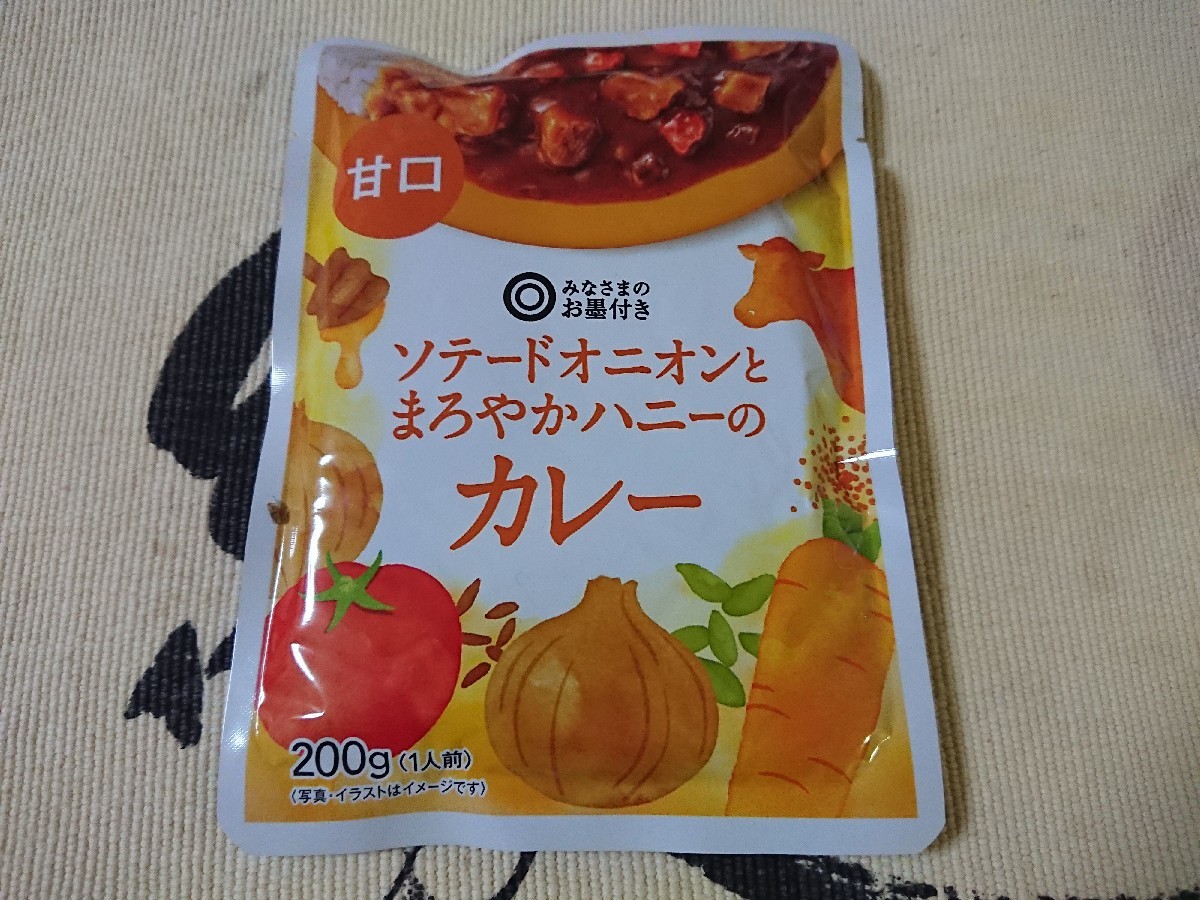 甘口
みなさまの
お墨付き
ソテードオニオンと
まろやかハニーの
カレー
200g(1人前)
〈写真・イラストはイメージです〉